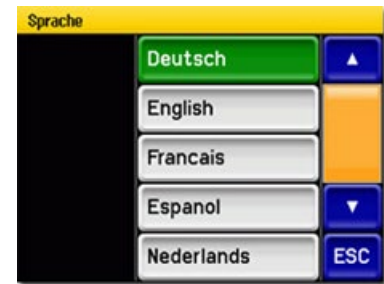 Sprache
Deutsch
English
Francais
Espanol
Nederlands
ESC